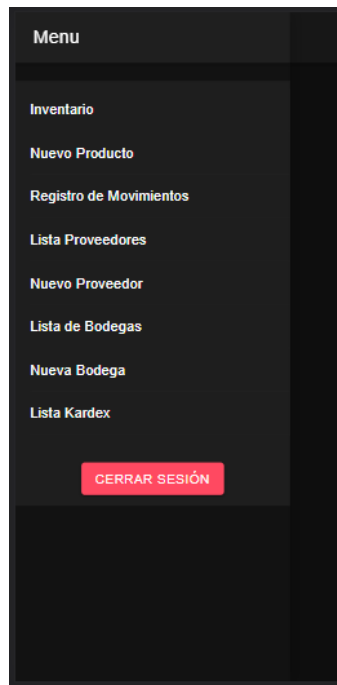 Menu
Inventario
Nuevo Producto
Registro de Movimientos
Lista Proveedores
Nuevo Proveedor
Lista de Bodegas
Nueva Bodega
Lista Kardex
CERRAR SESIÓN